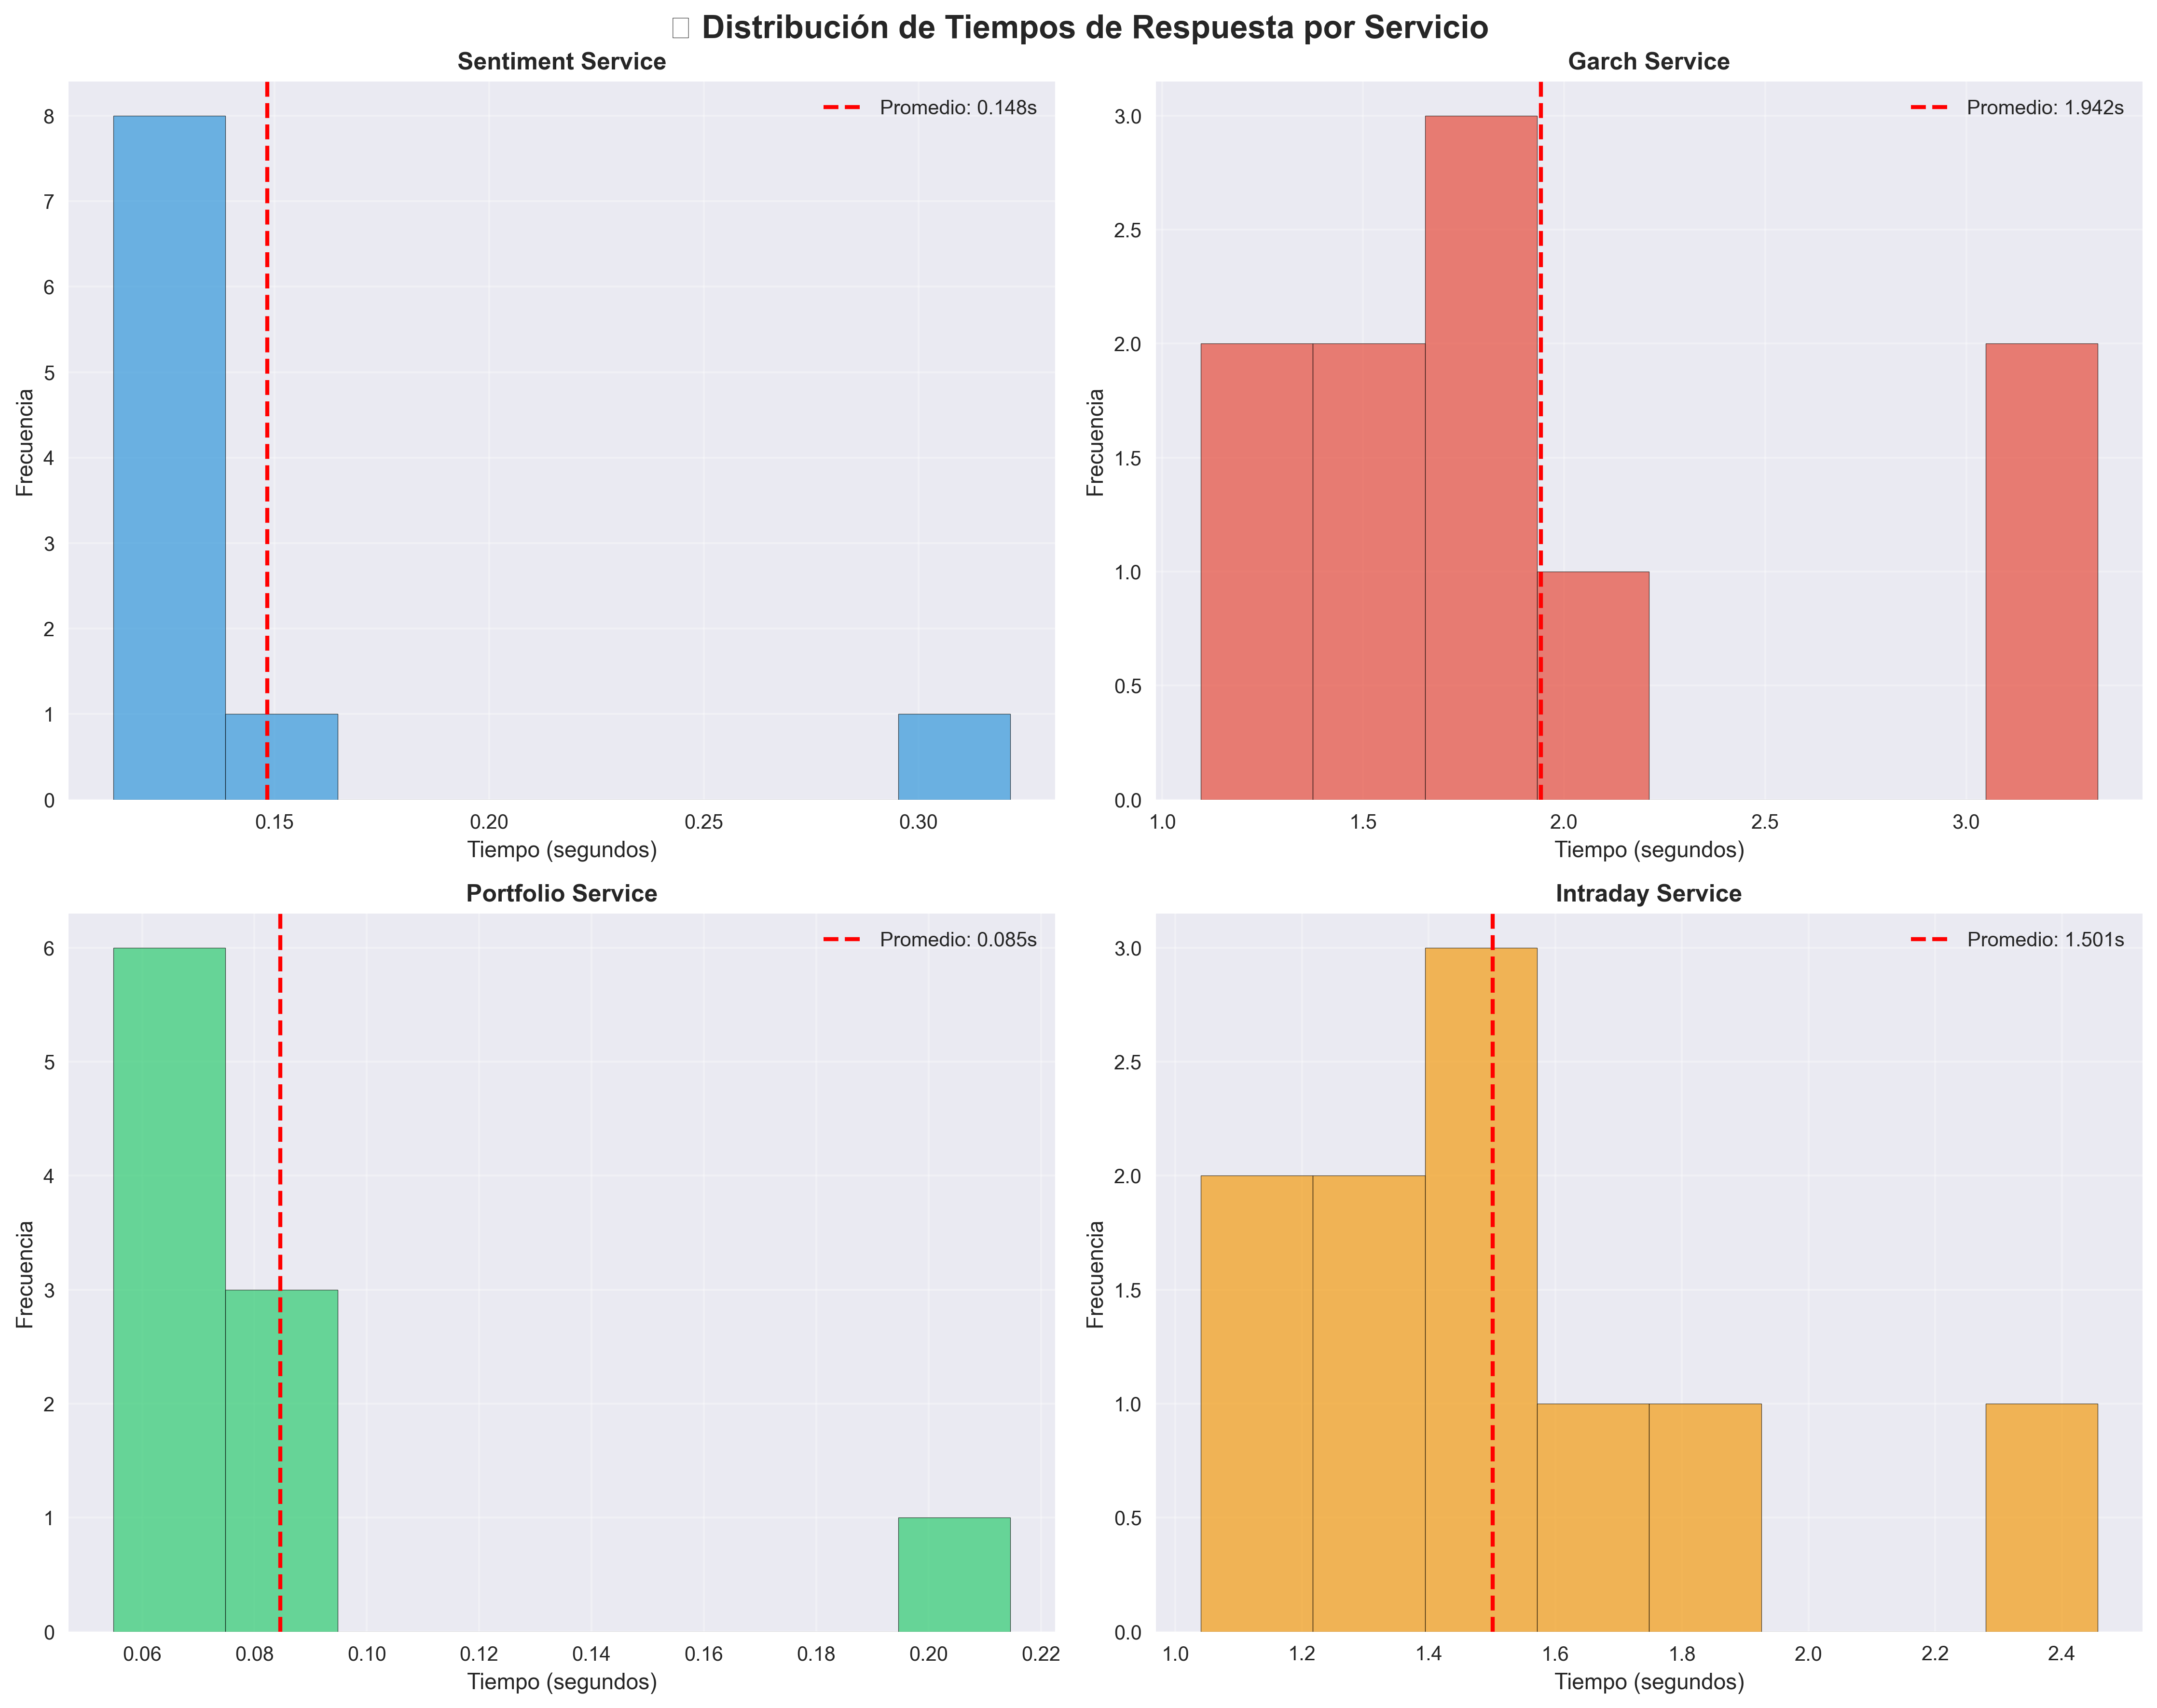 Distribución de Tiempos de Respuesta por Servicio
Sentiment Service
Promedio: 0.148s
Frecuencia
8
7
6
5
4
3
2
1
0
0.15 0.20 0.25 0.30
Tiempo (segundos)
Garch Service
Promedio: 1.942s
Frecuencia
3.0
2.5
2.0
1.5
1.0
0.5
0.0
1.0 1.5 2.0 2.5 3.0
Tiempo (segundos)
Portfolio Service
Promedio: 0.085s
Frecuencia
6
5
4
3
2
1
0
0.06 0.08 0.10 0.12 0.14 0.16 0.18 0.20 0.22
Tiempo (segundos)
Intraday Service
Promedio: 1.501s
Frecuencia
3.0
2.5
2.0
1.5
1.0
0.5
0.0
1.0 1.2 1.4 1.6 1.8 2.0 2.2 2.4
Tiempo (segundos)